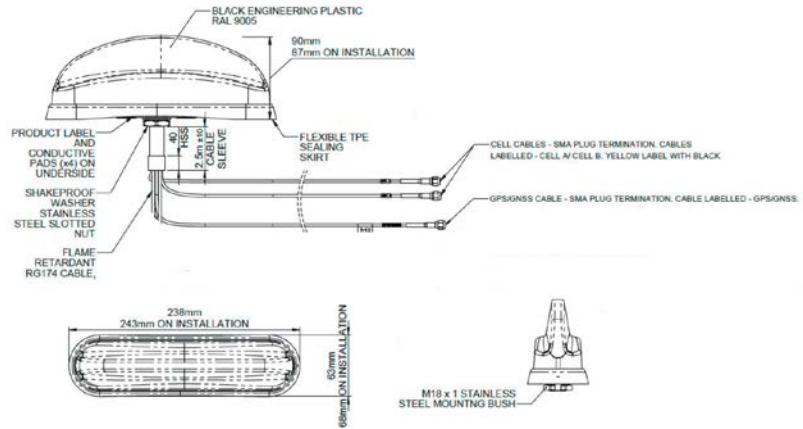 BLACK ENGINEERING PLASTIC
RAL 9005
90mm
87mm ON INSTALLATION
PRODUCT LABEL
AND
CONDUCTIVE
PADS (x4) ON
UNDERSIDE
40
HSS
2.5m ±10
CABLE
SLEEVE
FLEXIBLE TPE
SEALING
SKIRT
CELL CABLES - SMA PLUG TERMINATION. CABLES
LABELLED - CELL A/ CELL B. YELLOW LABEL WITH BLACK
SHAKEPROOF
WASHER
STAINLESS
STEEL SLOTTED
NUT
GPS/GNSS CABLE - SMA PLUG TERMINATION. CABLE LABELLED - GPS/GNSS.
FLAME
RETARDANT
RG174 CABLE,
238mm
243mm ON INSTALLATION
63mm
68mm ON INSTALLATION
M18 x 1 STAINLESS
STEEL MOUNTNG BUSH